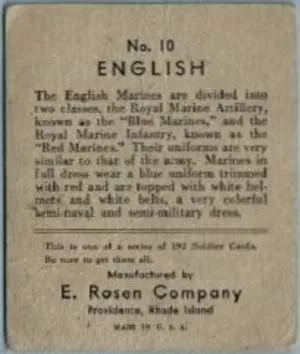 No. 10
ENGLISH
The English Marines are divided into
two classes, the Royal Marine Artillery,
known as the "Blue Marines," and the
Royal Marine Infantry, known as the
"Red Marines." Their uniforms are very
similar to that of the army. Marines in
full dress wear a blue uniform trimmed
with red and are topped with white hel-
mets and white belts, a very colorful
semi-naval and semi-military dress.
This is one of a series of 192 Soldier Cards.
Be sure to get them all.
Manufactured by
E. Rosen Company
Providence, Rhode Island
MADE IN U. S. A.